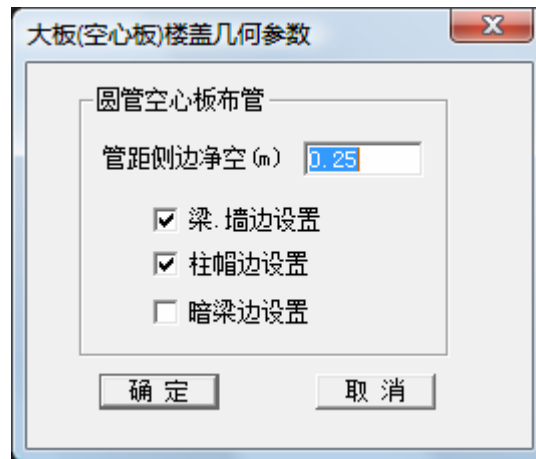 大板(空心板)楼盖几何参数
圆管空心板布管
管距侧边净空(m) 0.25
梁.墙边设置
柱帽边设置
暗梁边设置
确定 取消